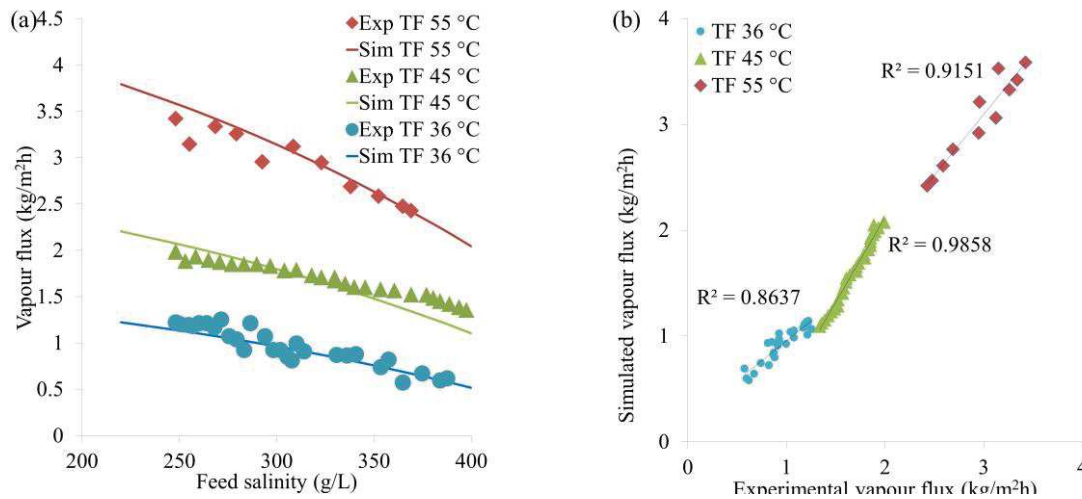 (a)
4.5
4
3.5
3
2.5
2
1.5
1
0.5
0
Vapour flux (kg/m²h)
Exp TF 55 °C
Sim TF 55 °C
Exp TF 45 °C
Sim TF 45 °C
Exp TF 36 °C
Sim TF 36 °C
200 250 300 350 400
Feed salinity (g/L)
(b)
4
3
2
1
0
Simulated vapour flux (kg/m²h)
TF 36 °C
TF 45 °C
TF 55 °C
R² = 0.9151
R² = 0.9858
R² = 0.8637
0 1 2 3 4
Experimental vapour flux (kg/m²h)